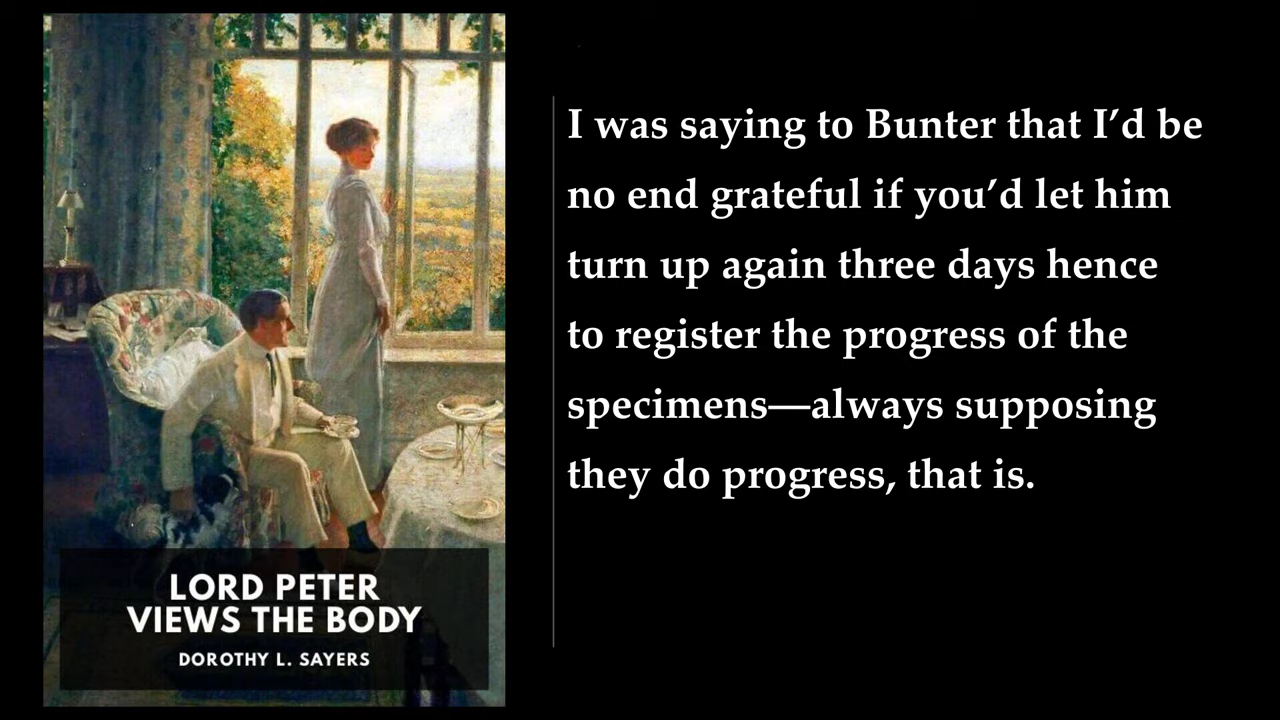 I was saying to Bunter that I’d be
no end grateful if you’d let him
turn up again three days hence
to register the progress of the
specimens—always supposing
they do progress, that is.
LORD PETER
VIEWS THE BODY
DOROTHY L. SAYERS